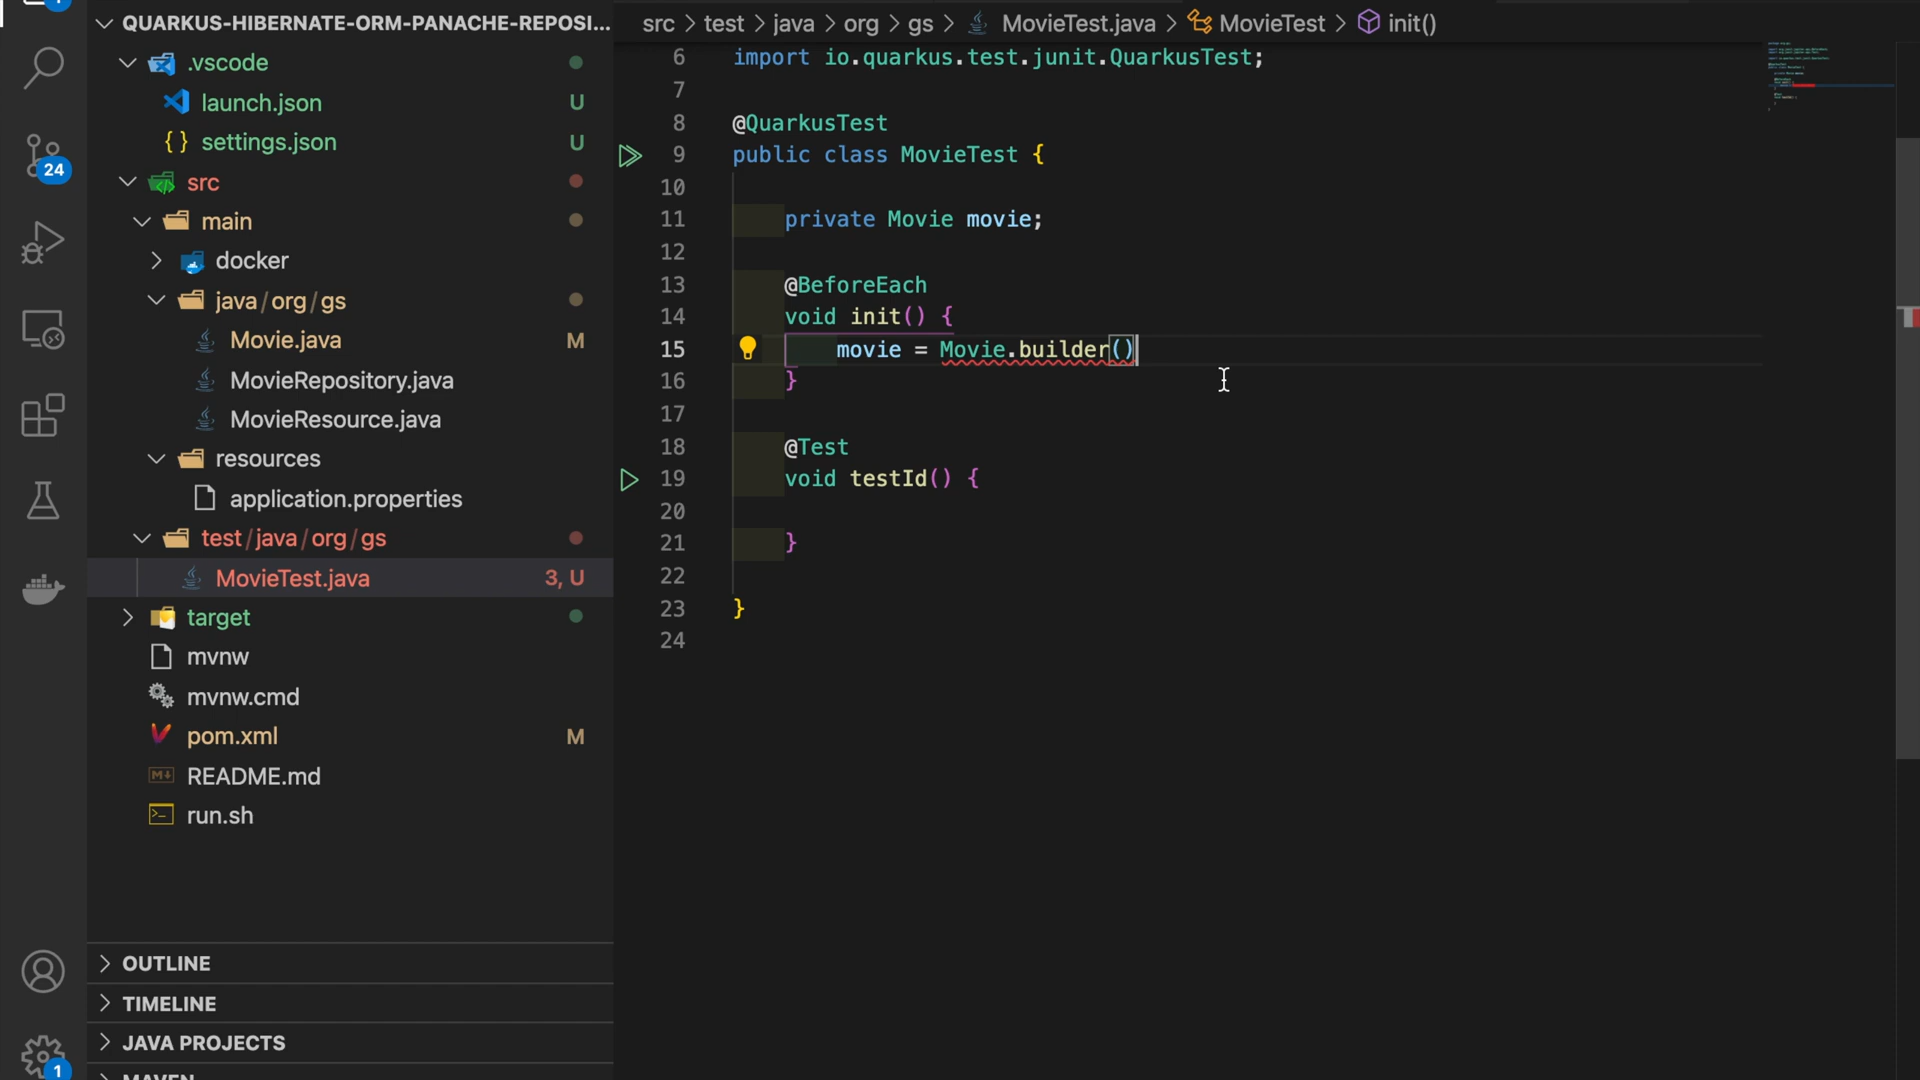 QUARKUS-HIBERNATE-ORM-PANACHE-REPOSI...
.vscode
launch.json U
settings.json U
24
src
main
docker
java/org/gs
Movie.java M
MovieRepository.java
MovieResource.java
resources
application.properties
test/java/org/gs
MovieTest.java 3, U
target
mvnw
mvnw.cmd
pom.xml M
README.md
run.sh
OUTLINE
TIMELINE
JAVA PROJECTS
1
MAVEN
src > test > java > org > gs > MovieTest.java > MovieTest > init()
6 import io.quarkus.test.junit.QuarkusTest;
7
8 @QuarkusTest
9 public class MovieTest {
10
11 private Movie movie;
12
13 @BeforeEach
14 void init() {
15 movie = Movie.builder()
16 }
17
18 @Test
19 void testId() {
20
21 }
22
23 }
24